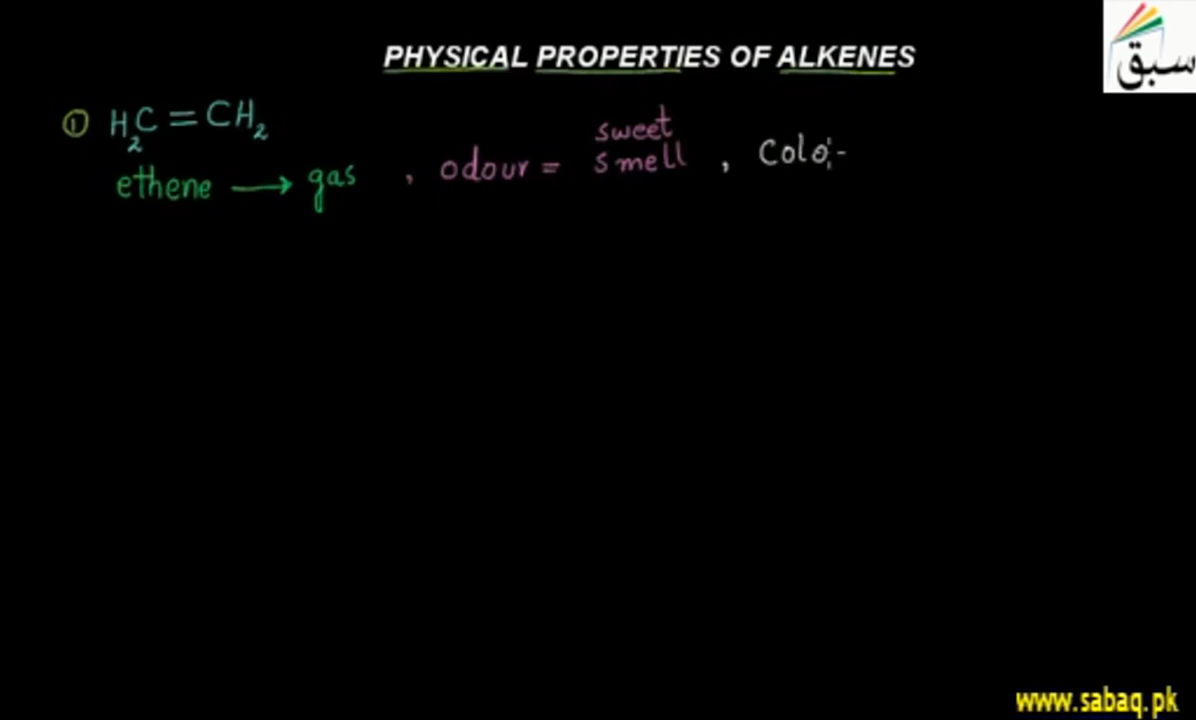 PHYSICAL PROPERTIES OF ALKENES
سبق
① H₂C = CH₂
ethene → gas , odour = sweet smell , Colo
www.sabaq.pk